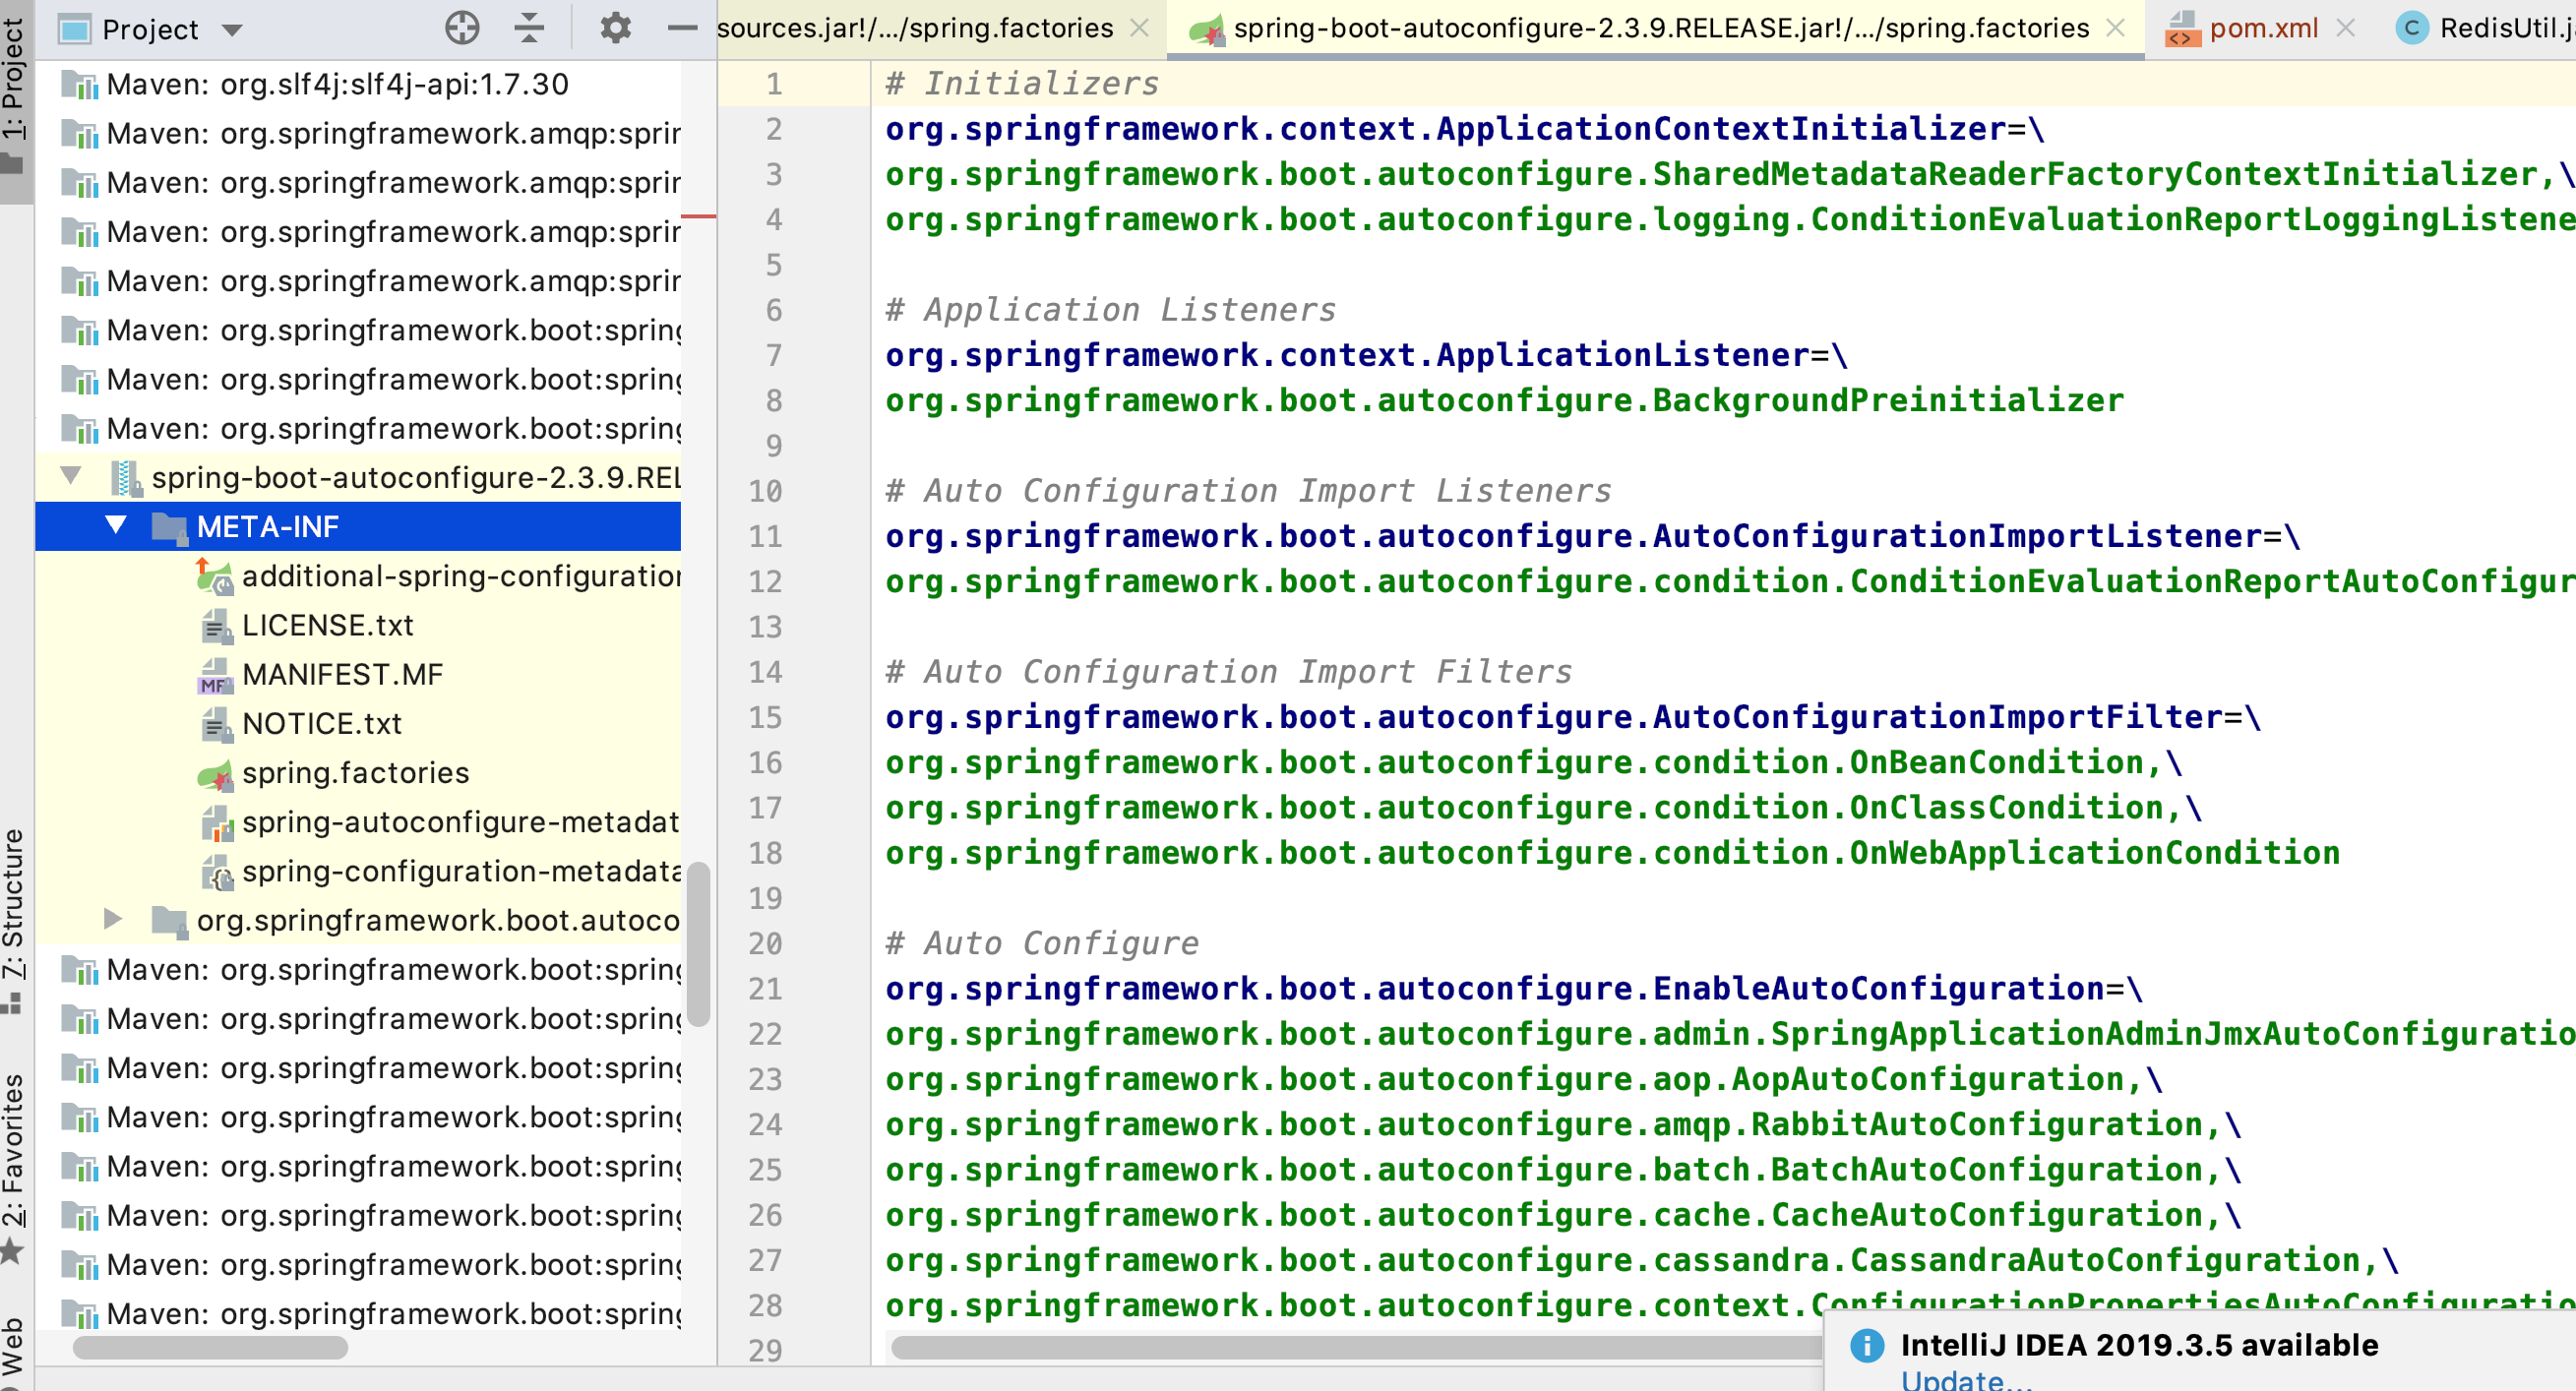 1: Project
7: Structure
2: Favorites
Web
Project
Maven: org.slf4j:slf4j-api:1.7.30
Maven: org.springframework.amqp:sprin
Maven: org.springframework.amqp:sprin
Maven: org.springframework.amqp:sprin
Maven: org.springframework.amqp:sprin
Maven: org.springframework.boot:spring
Maven: org.springframework.boot:spring
Maven: org.springframework.boot:spring
spring-boot-autoconfigure-2.3.9.REL
META-INF
additional-spring-configuration
LICENSE.txt
MANIFEST.MF
NOTICE.txt
spring.factories
spring-autoconfigure-metadat
spring-configuration-metadata
org.springframework.boot.autoco
Maven: org.springframework.boot:spring
Maven: org.springframework.boot:spring
Maven: org.springframework.boot:spring
Maven: org.springframework.boot:spring
Maven: org.springframework.boot:spring
Maven: org.springframework.boot:spring
Maven: org.springframework.boot:spring
Maven: org.springframework.boot:spring
sources.jar!/.../spring.factories
spring-boot-autoconfigure-2.3.9.RELEASE.jar!/.../spring.factories
pom.xml
RedisUtil.j
1 # Initializers
2 org.springframework.context.ApplicationContextInitializer=\
3 org.springframework.boot.autoconfigure.SharedMetadataReaderFactoryContextInitializer,\
4 org.springframework.boot.autoconfigure.logging.ConditionEvaluationReportLoggingListene
5
6 # Application Listeners
7 org.springframework.context.ApplicationListener=\
8 org.springframework.boot.autoconfigure.BackgroundPreinitializer
9
10 # Auto Configuration Import Listeners
11 org.springframework.boot.autoconfigure.AutoConfigurationImportListener=\
12 org.springframework.boot.autoconfigure.condition.ConditionEvaluationReportAutoConfigur
13
14 # Auto Configuration Import Filters
15 org.springframework.boot.autoconfigure.AutoConfigurationImportFilter=\
16 org.springframework.boot.autoconfigure.condition.OnBeanCondition,\
17 org.springframework.boot.autoconfigure.condition.OnClassCondition,\
18 org.springframework.boot.autoconfigure.condition.OnWebApplicationCondition
19
20 # Auto Configure
21 org.springframework.boot.autoconfigure.EnableAutoConfiguration=\
22 org.springframework.boot.autoconfigure.admin.SpringApplicationAdminJmxAutoConfiguratio
23 org.springframework.boot.autoconfigure.aop.AopAutoConfiguration,\
24 org.springframework.boot.autoconfigure.amqp.RabbitAutoConfiguration,\
25 org.springframework.boot.autoconfigure.batch.BatchAutoConfiguration,\
26 org.springframework.boot.autoconfigure.cache.CacheAutoConfiguration,\
27 org.springframework.boot.autoconfigure.cassandra.CassandraAutoConfiguration,\
28 org.springframework.boot.autoconfigure.context.ConfigurationPropertiesAutoConfiguratio
29
IntelliJ IDEA 2019.3.5 available
Update...